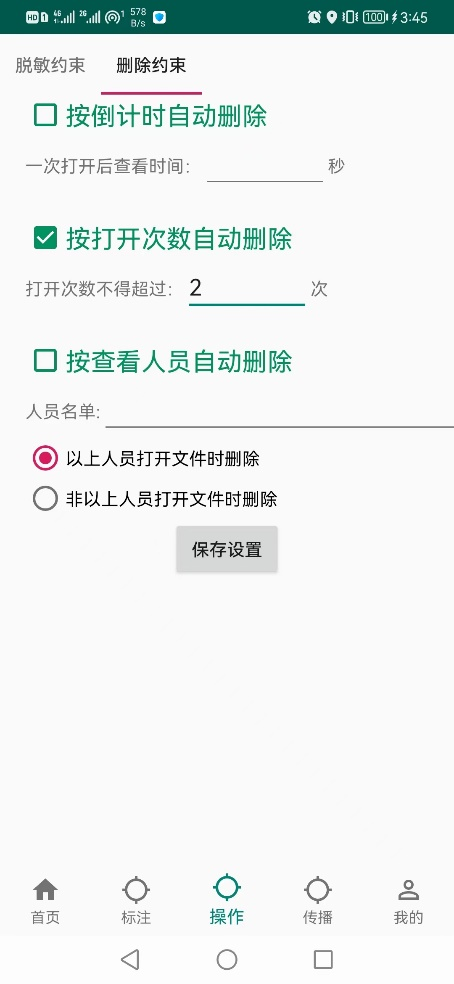 HD 1 4G 2G 1 578 B/s 100 3:45
脱敏约束 删除约束
按倒计时自动删除
一次打开后查看时间： 秒
按打开次数自动删除
打开次数不得超过： 2 次
按查看人员自动删除
人员名单:
以上人员打开文件时删除
非以上人员打开文件时删除
保存设置
首页 标注 操作 传播 我的